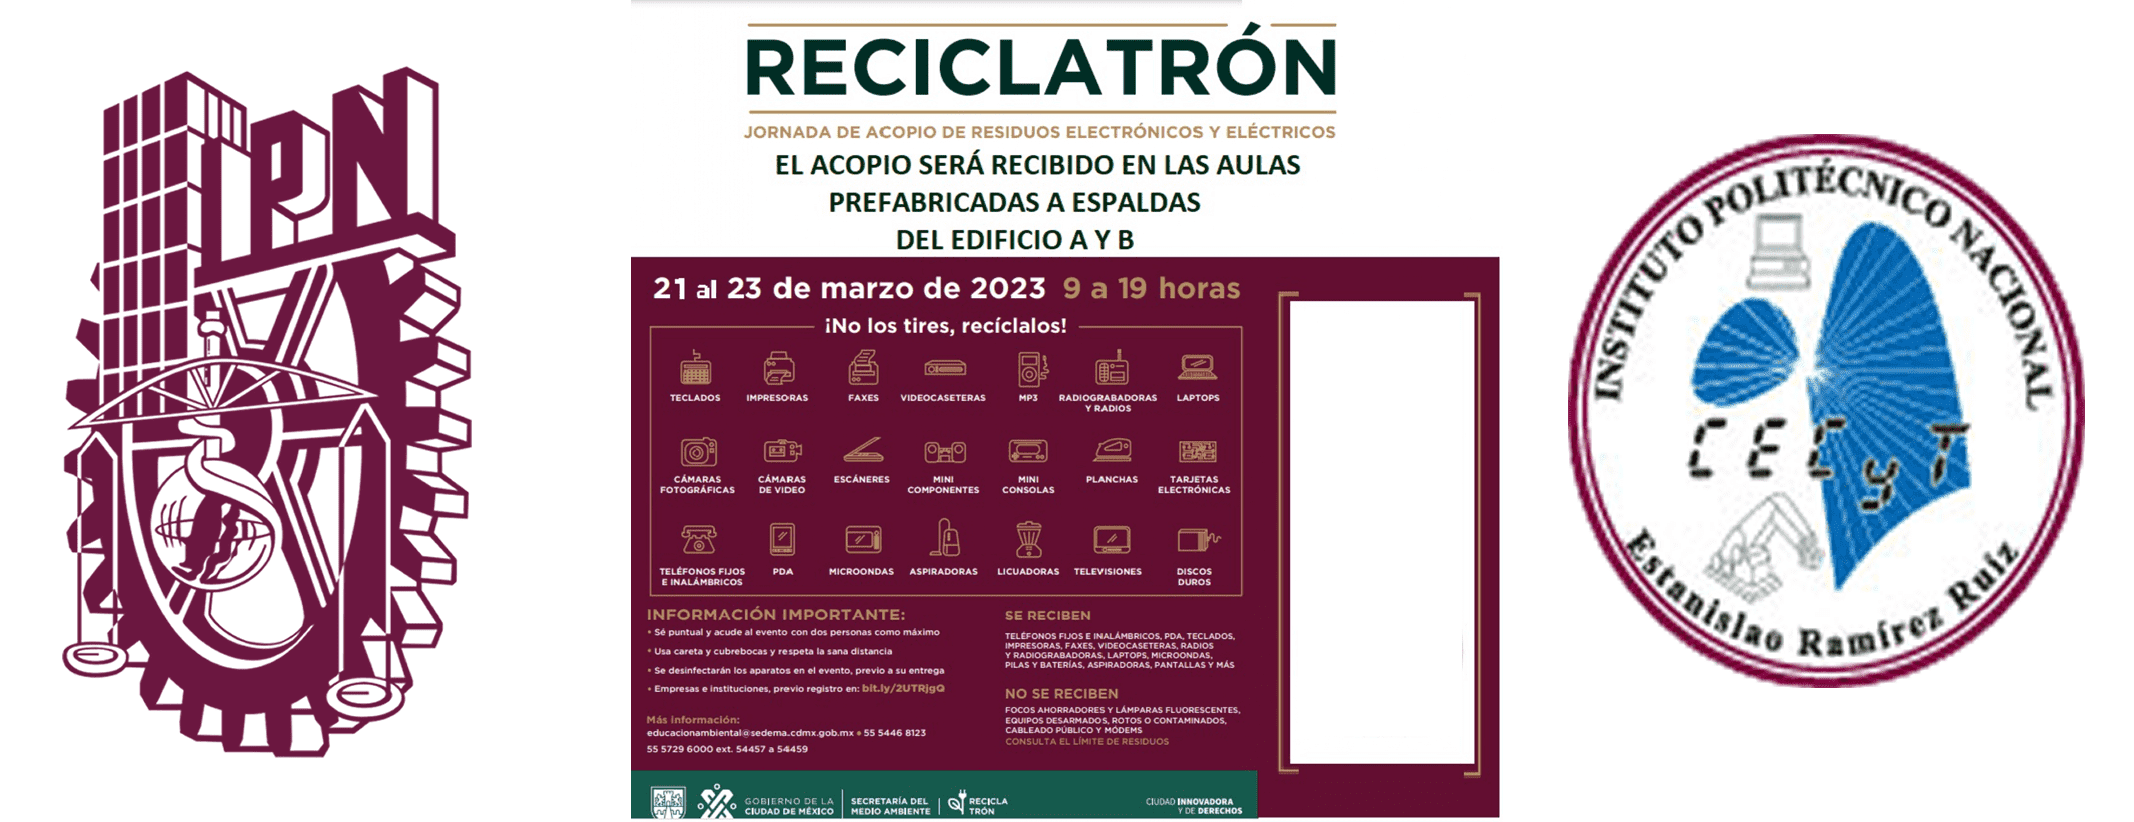 IPN
RECICLATRÓN
JORNADA DE ACOPIO DE RESIDUOS ELECTRÓNICOS Y ELÉCTRICOS
EL ACOPIO SERÁ RECIBIDO EN LAS AULAS
PREFABRICADAS A ESPALDAS
DEL EDIFICIO A Y B
21 al 23 de marzo de 2023 9 a 19 horas
¡No los tires, recíclalos!
TECLADOS
IMPRESORAS
FAXES
VIDEOCASETERAS
MP3
RADIOGRABADORAS
Y RADIOS
LAPTOPS
CÁMARAS
FOTOGRÁFICAS
CÁMARAS
DE VIDEO
ESCÁNERES
MINI
COMPONENTES
MINI
CONSOLAS
PLANCHAS
TARJETAS
ELECTRÓNICAS
TELÉFONOS FIJOS
E INALÁMBRICOS
PDA
MICROONDAS
ASPIRADORAS
LICUADORAS
TELEVISIONES
DISCOS
DUROS
INFORMACIÓN IMPORTANTE:
• Sé puntual y acude al evento con dos personas como máximo
• Usa careta y cubrebocas y respeta la sana distancia
• Se desinfectarán los aparatos en el evento, previo a su entrega
• Empresas e instituciones, previo registro en: bit.ly/2UTRjgQ
Más información:
educacionambiental@sedema.cdmx.gob.mx • 55 5446 8123
55 5729 6000 ext. 54457 a 54459
SE RECIBEN
TELÉFONOS FIJOS E INALÁMBRICOS, PDA, TECLADOS,
IMPRESORAS, FAXES, VIDEOCASETERAS, RADIOS
Y RADIOGRABADORAS, LAPTOPS, MICROONDAS,
PILAS Y BATERÍAS, ASPIRADORAS, PANTALLAS Y MÁS
NO SE RECIBEN
FOCOS AHORRADORES Y LÁMPARAS FLUORESCENTES,
EQUIPOS DESARMADOS, ROTOS O CONTAMINADOS,
CABLEADO PÚBLICO Y MÓDEMS
CONSULTA EL LÍMITE DE RESIDUOS
GOBIERNO DE LA
CIUDAD DE MÉXICO
SECRETARÍA DEL
MEDIO AMBIENTE
RECICLA
TRÓN
CIUDAD INNOVADORA
Y DE DERECHOS
INSTITUTO POLITÉCNICO NACIONAL
CECyT
Estanislao Ramírez Ruiz